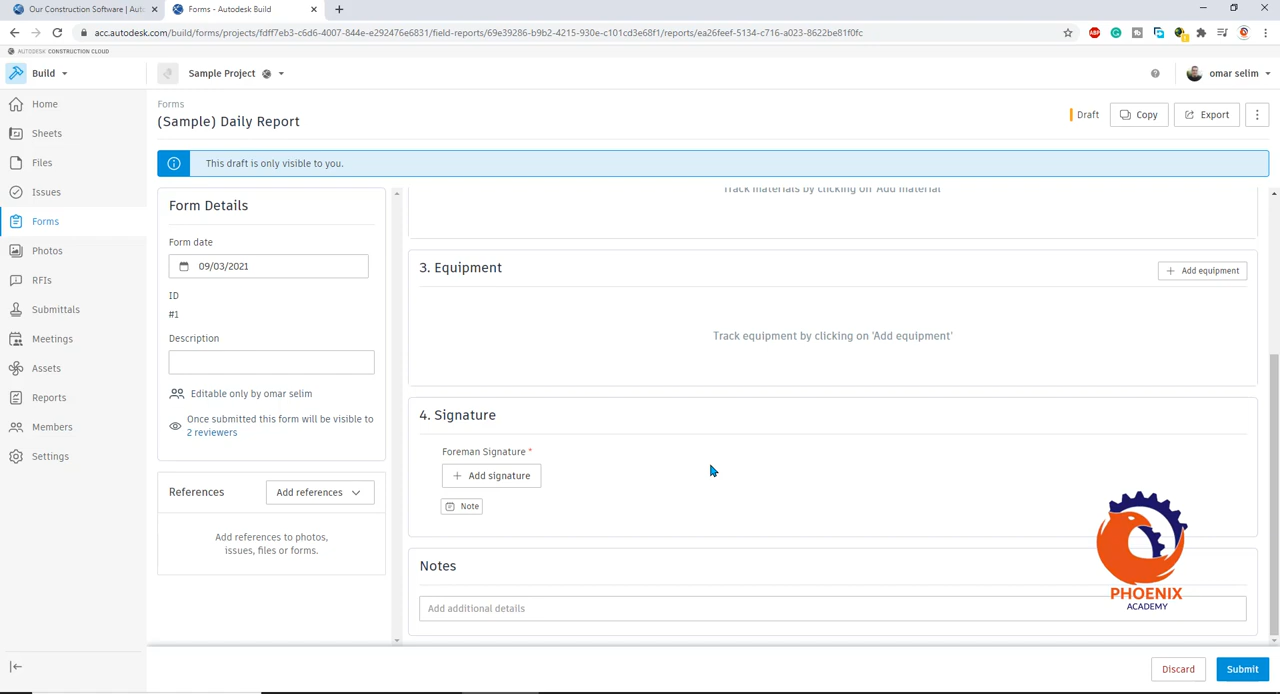 Our Construction Software | Aut
Forms - Autodesk Build
acc.autodesk.com/build/forms/projects/fdff7eb3-c6d6-4007-844e-e292476e6831/field-reports/69e39286-b9b2-4215-930e-c101cd3e68f1/reports/ea26feef-5134-c716-a023-8622be81f0fc
ABP
AUTODESK CONSTRUCTION CLOUD
Build
Sample Project
omar selim
Home
Sheets
Files
Issues
Forms
Photos
RFIs
Submittals
Meetings
Assets
Reports
Members
Settings
Forms
(Sample) Daily Report
Draft
Copy
Export
This draft is only visible to you.
Form Details
Form date
09/03/2021
ID
#1
Description
Editable only by omar selim
Once submitted this form will be visible to
2 reviewers
References
Add references
Add references to photos,
issues, files or forms.
Track materials by clicking on 'Add material'
3. Equipment
Add equipment
Track equipment by clicking on 'Add equipment'
4. Signature
Foreman Signature *
Add signature
Note
Notes
Add additional details
PHOENIX
ACADEMY
Discard
Submit